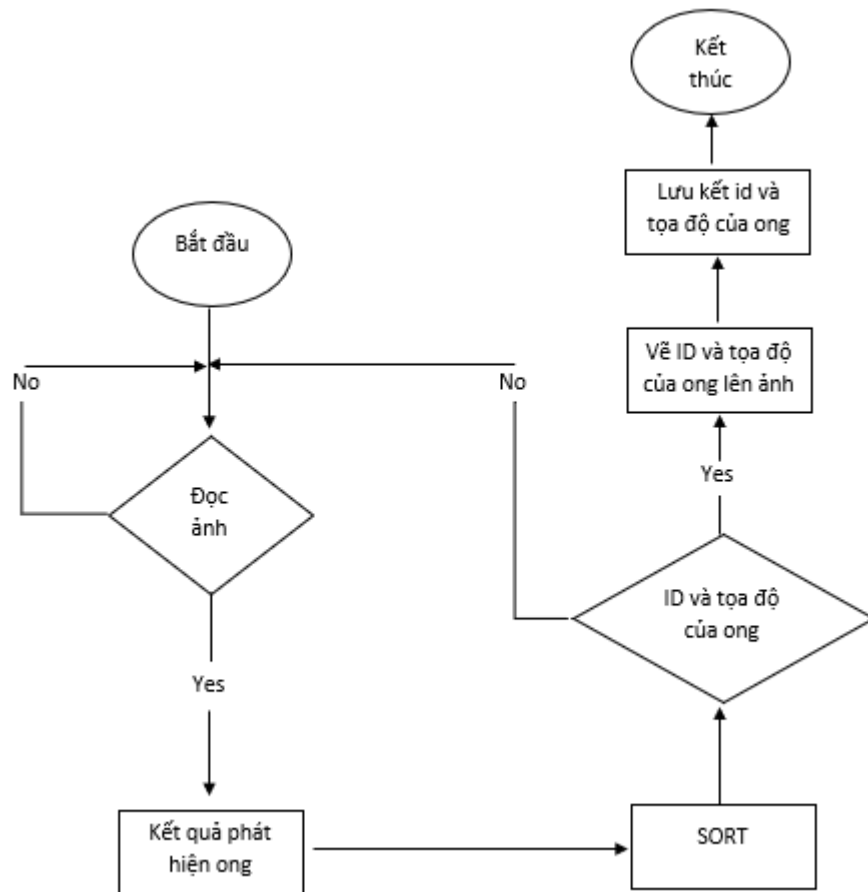 Kết
thúc
Lưu kết id và
tọa độ của ong
Bắt đầu
Vẽ ID và tọa độ
của ong lên ảnh
No
No
Đọc
ảnh
Yes
ID và tọa độ
của ong
Yes
Kết quả phát
hiện ong
SORT